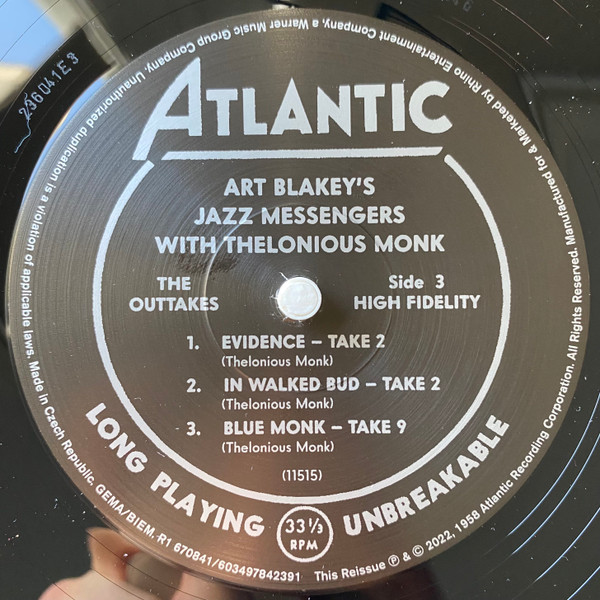 ATLANTIC
ART BLAKEY'S
JAZZ MESSENGERS
WITH THELONIOUS MONK
THE
OUTTAKES
Side 3
HIGH FIDELITY
1. EVIDENCE – TAKE 2
(Thelonious Monk)
2. IN WALKED BUD – TAKE 2
(Thelonious Monk)
3. BLUE MONK – TAKE 9
(Thelonious Monk)
(11515)
LONG PLAYING
33⅓
RPM
UNBREAKABLE
This Reissue ℗ & © 2022, 1958 Atlantic Recording Corporation. All Rights Reserved. Manufactured for & Marketed by Rhino Entertainment Company, a Warner Music Group Company. Unauthorized duplication is a violation of applicable laws. Made in Czech Republic. GEMA/BIEM. R1 670841/603497842391
236041E3